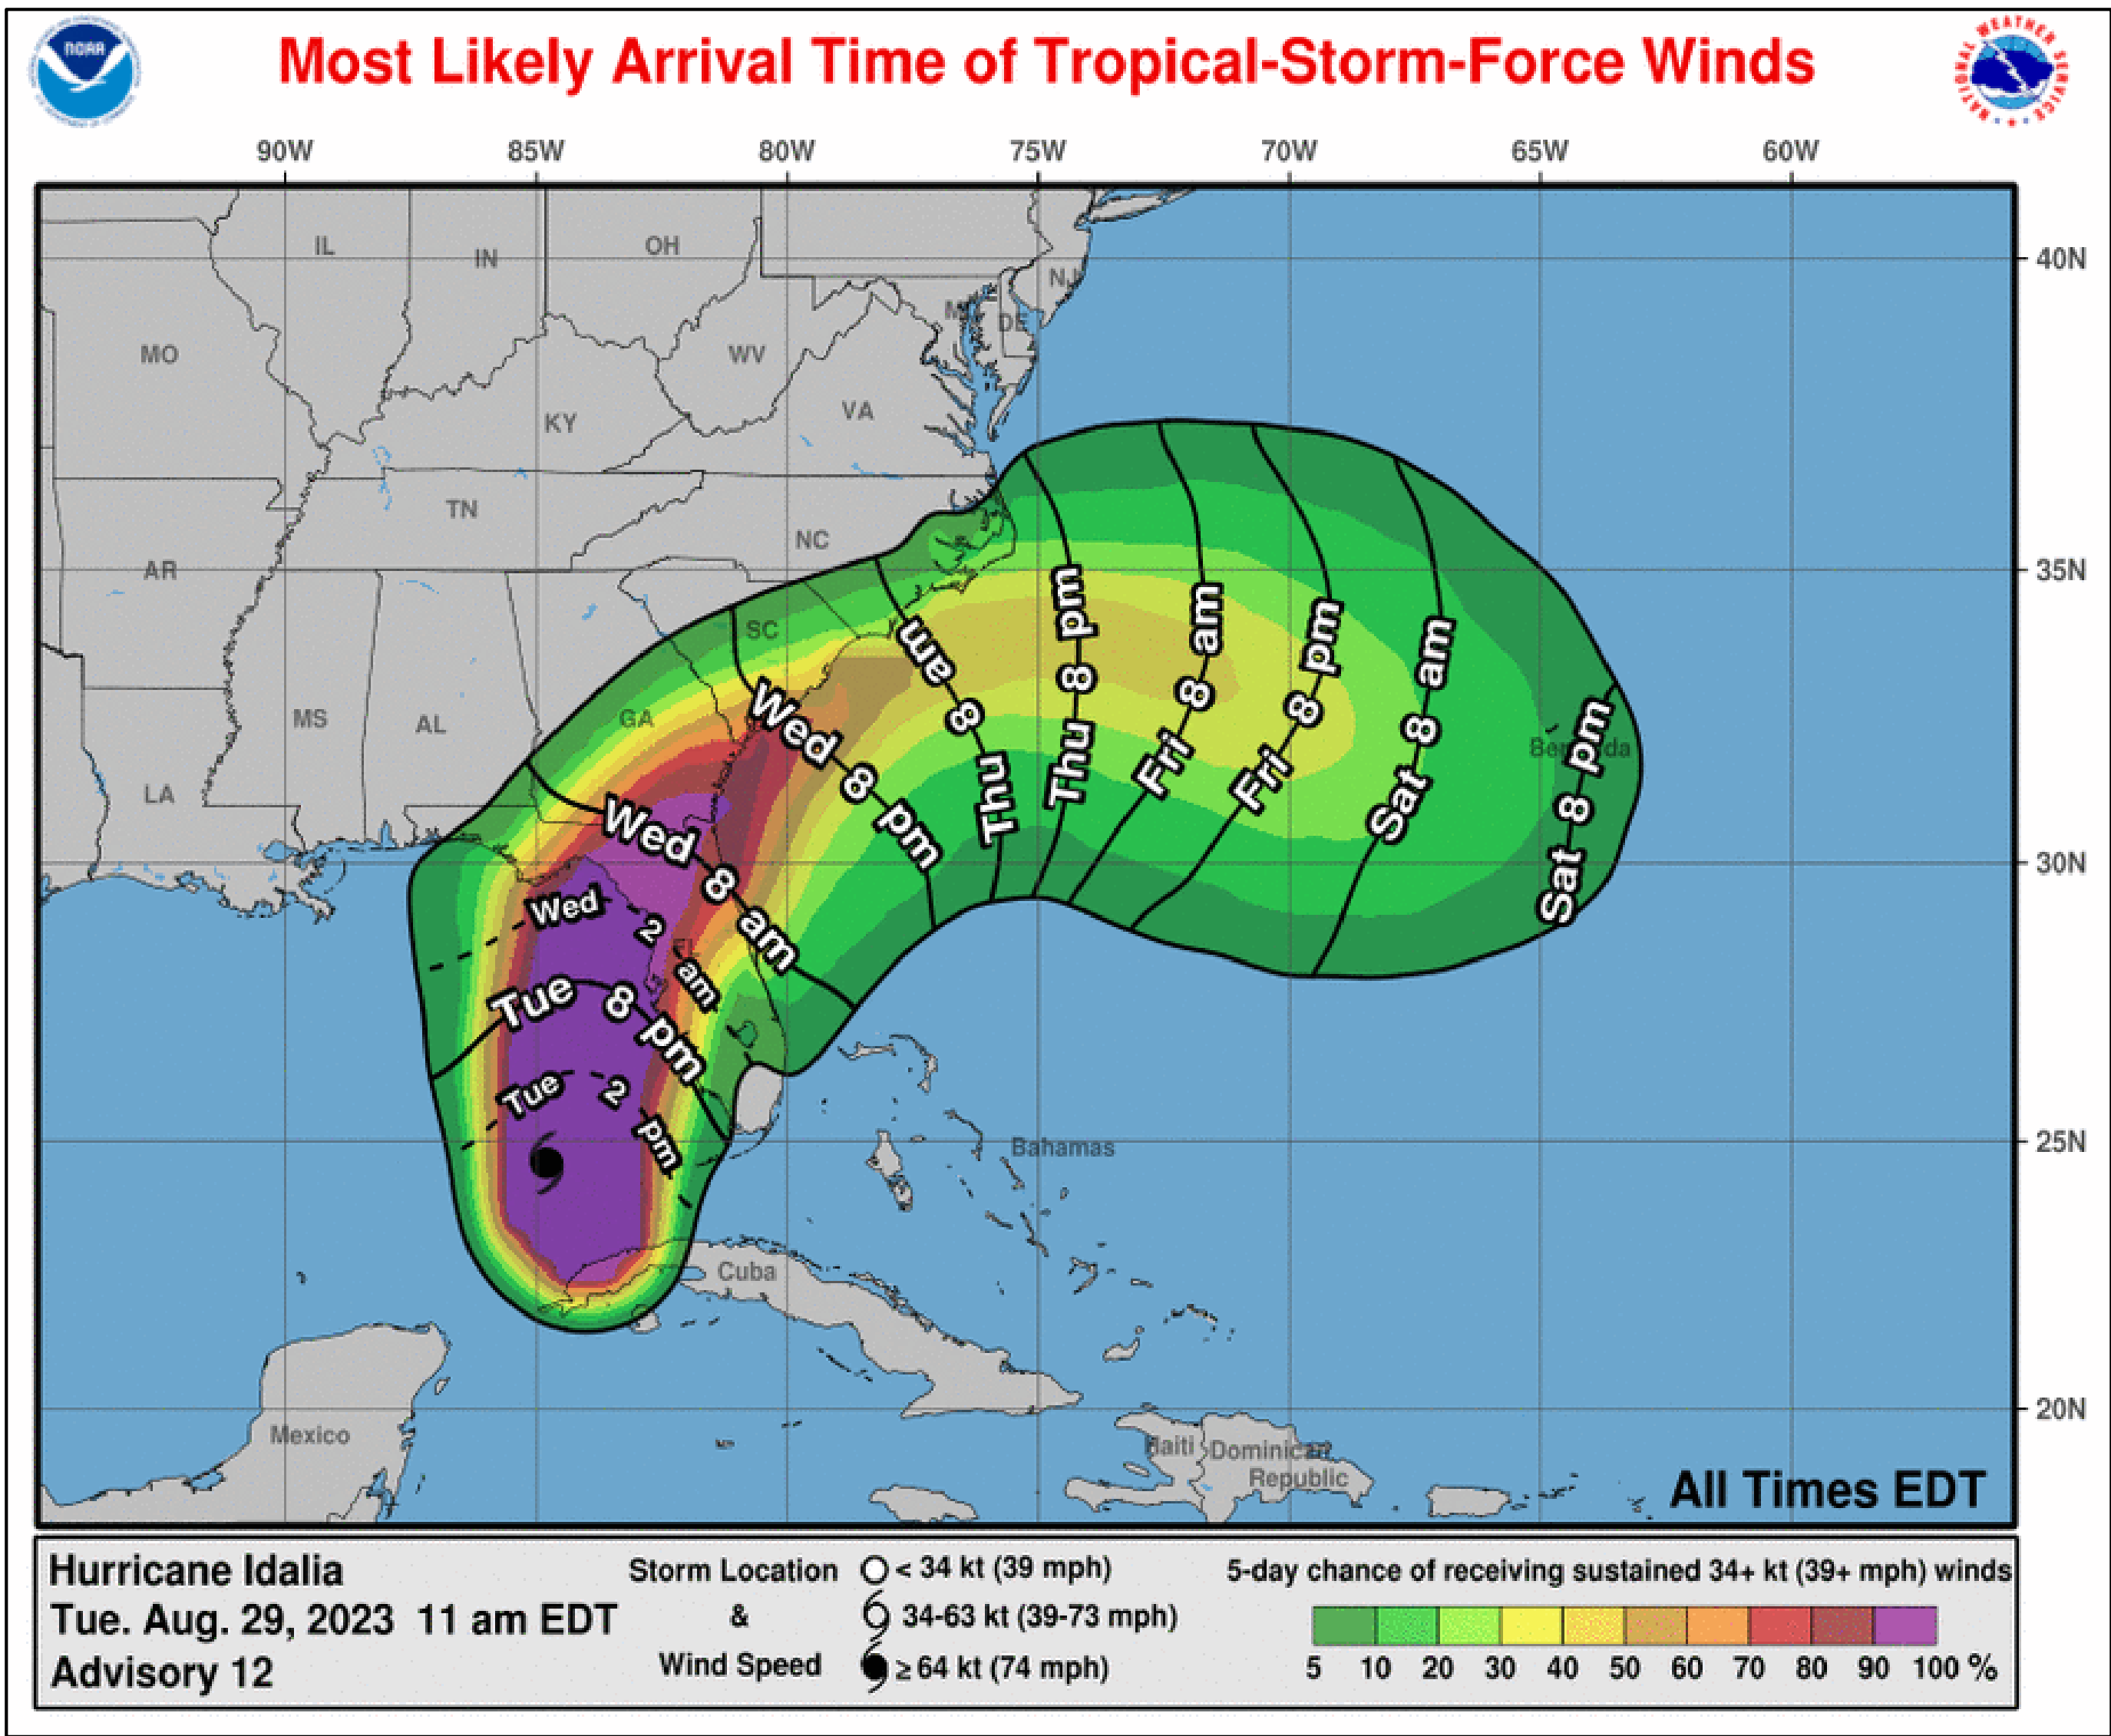 NOAA
Most Likely Arrival Time of Tropical-Storm-Force Winds
NATIONAL WEATHER SERVICE
90W 85W 80W 75W 70W 65W 60W
40N
35N
30N
25N
20N
IL
IN
OH
NJ
DE
MO
WV
VA
KY
TN
NC
AR
SC
GA
MS
AL
LA
FL
Bermuda
Bahamas
Cuba
Mexico
Haiti
Dominican
Republic
Tue 2 pm
Tue 8 pm
Wed 2 am
Wed 8 am
Wed 8 pm
Thu 8 am
Thu 8 pm
Fri 8 am
Fri 8 pm
Sat 8 am
Sat 8 pm
All Times EDT
Hurricane Idalia
Tue. Aug. 29, 2023 11 am EDT
Advisory 12
Storm Location
&
Wind Speed
< 34 kt (39 mph)
34-63 kt (39-73 mph)
≥ 64 kt (74 mph)
5-day chance of receiving sustained 34+ kt (39+ mph) winds
5 10 20 30 40 50 60 70 80 90 100 %